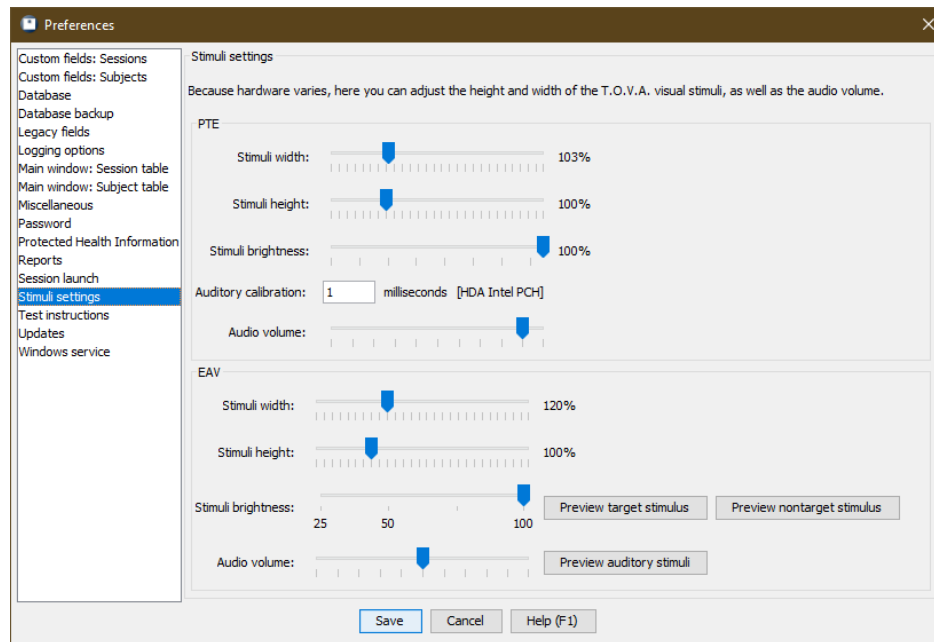 Preferences
Custom fields: Sessions
Custom fields: Subjects
Database
Database backup
Legacy fields
Logging options
Main window: Session table
Main window: Subject table
Miscellaneous
Password
Protected Health Information
Reports
Session launch
Stimuli settings
Test instructions
Updates
Windows service
Stimuli settings
Because hardware varies, here you can adjust the height and width of the T.O.V.A. visual stimuli, as well as the audio volume.
PTE
Stimuli width: 103%
Stimuli height: 100%
Stimuli brightness: 100%
Auditory calibration: 1 milliseconds [HDA Intel PCH]
Audio volume:
EAV
Stimuli width: 120%
Stimuli height: 100%
Stimuli brightness: Preview target stimulus Preview nontarget stimulus
25 50 100
Audio volume: Preview auditory stimuli
Save Cancel Help (F1)